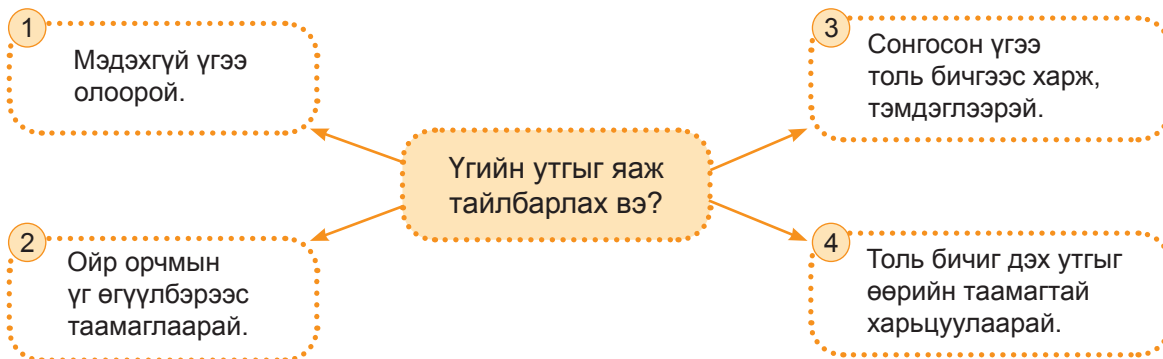 1
Мэдэхгүй үгээ
олоорой.
2
Ойр орчмын
үг өгүүлбэрээс
таамаглаарай.
Үгийн утгыг яаж
тайлбарлах вэ?
3
Сонгосон үгээ
толь бичгээс харж,
тэмдэглээрэй.
4
Толь бичиг дэх утгыг
өөрийн таамагтай
харьцуулаарай.